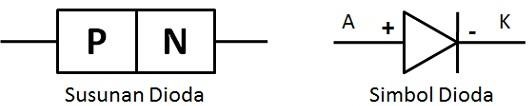 P N
A + - K
Susunan Dioda
Simbol Dioda